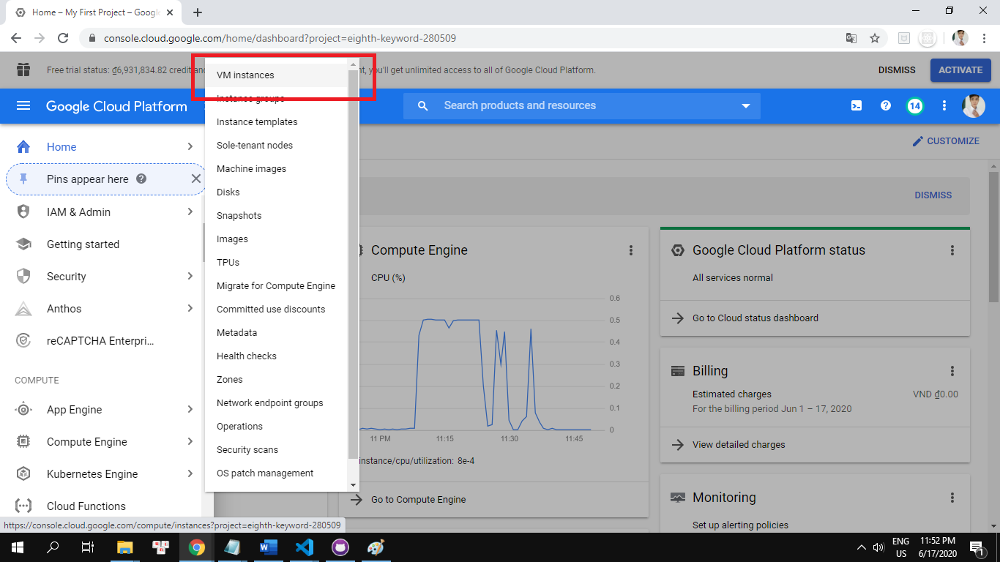 Home – My First Project – Googl
console.cloud.google.com/home/dashboard?project=eighth-keyword-280509
Free trial status: ₫6,931,834.82 credit and
nt, you'll get unlimited access to all of Google Cloud Platform.
DISMISS
ACTIVATE
Google Cloud Platform
Search products and resources
14
CUSTOMIZE
Home
Pins appear here
IAM & Admin
Getting started
Security
Anthos
reCAPTCHA Enterpri...
COMPUTE
App Engine
Compute Engine
Kubernetes Engine
Cloud Functions
VM instances
Instance groups
Instance templates
Sole-tenant nodes
Machine images
Disks
Snapshots
Images
TPUs
Migrate for Compute Engine
Committed use discounts
Metadata
Health checks
Zones
Network endpoint groups
Operations
Security scans
OS patch management
DISMISS
Compute Engine
CPU (%)
0.6
0.5
0.4
0.3
0.2
0.1
0
11 PM 11:15 11:30 11:45
instance/cpu/utilization: 8e-4
Go to Compute Engine
Google Cloud Platform status
All services normal
Go to Cloud status dashboard
Billing
Estimated charges VND ₫0.00
For the billing period Jun 1 – 17, 2020
View detailed charges
Monitoring
Set up alerting policies
https://console.cloud.google.com/compute/instances?project=eighth-keyword-280509
ENG
US
11:52 PM
6/17/2020
1